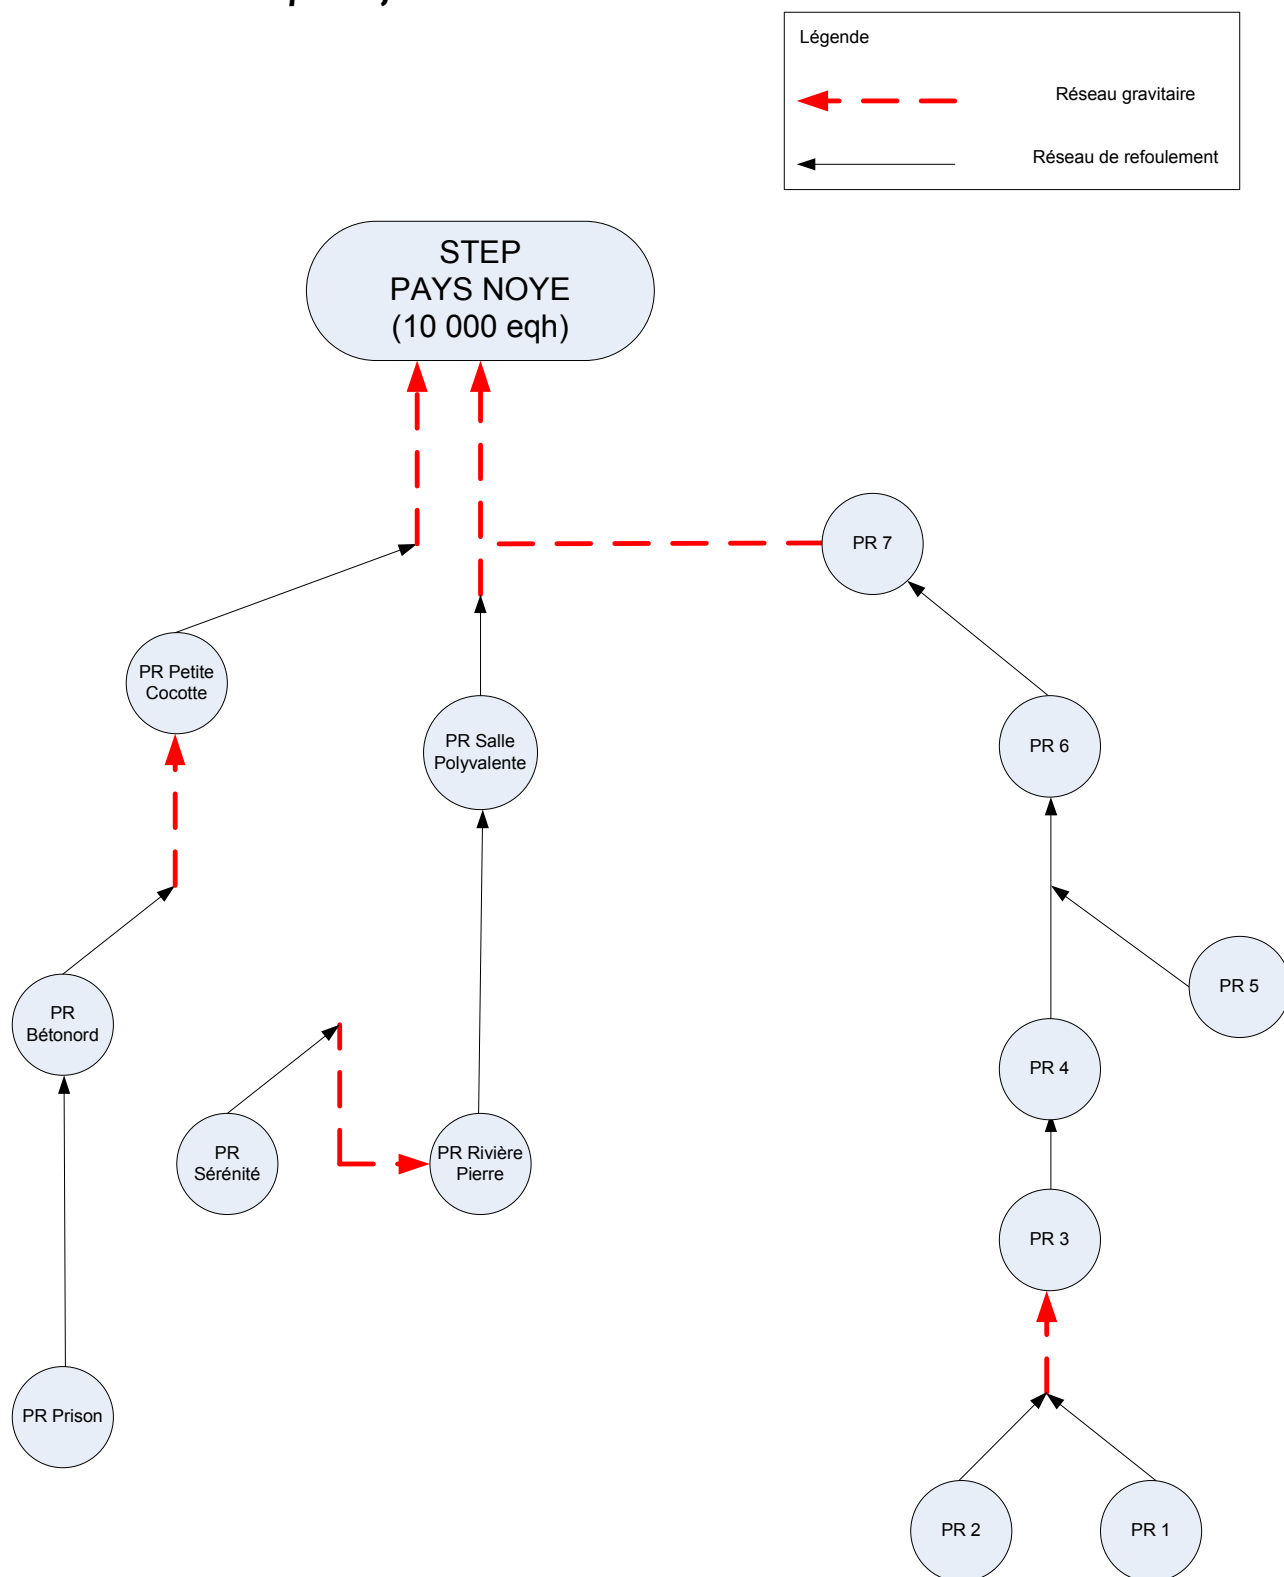 Légende
Réseau gravitaire
Réseau de refoulement
STEP
PAYS NOYE
(10 000 eqh)
PR 7
PR Petite
Cocotte
PR Salle
Polyvalente
PR 6
PR 5
PR
Bétonord
PR 4
PR
Sérénité
PR Rivière
Pierre
PR 3
PR Prison
PR 2
PR 1